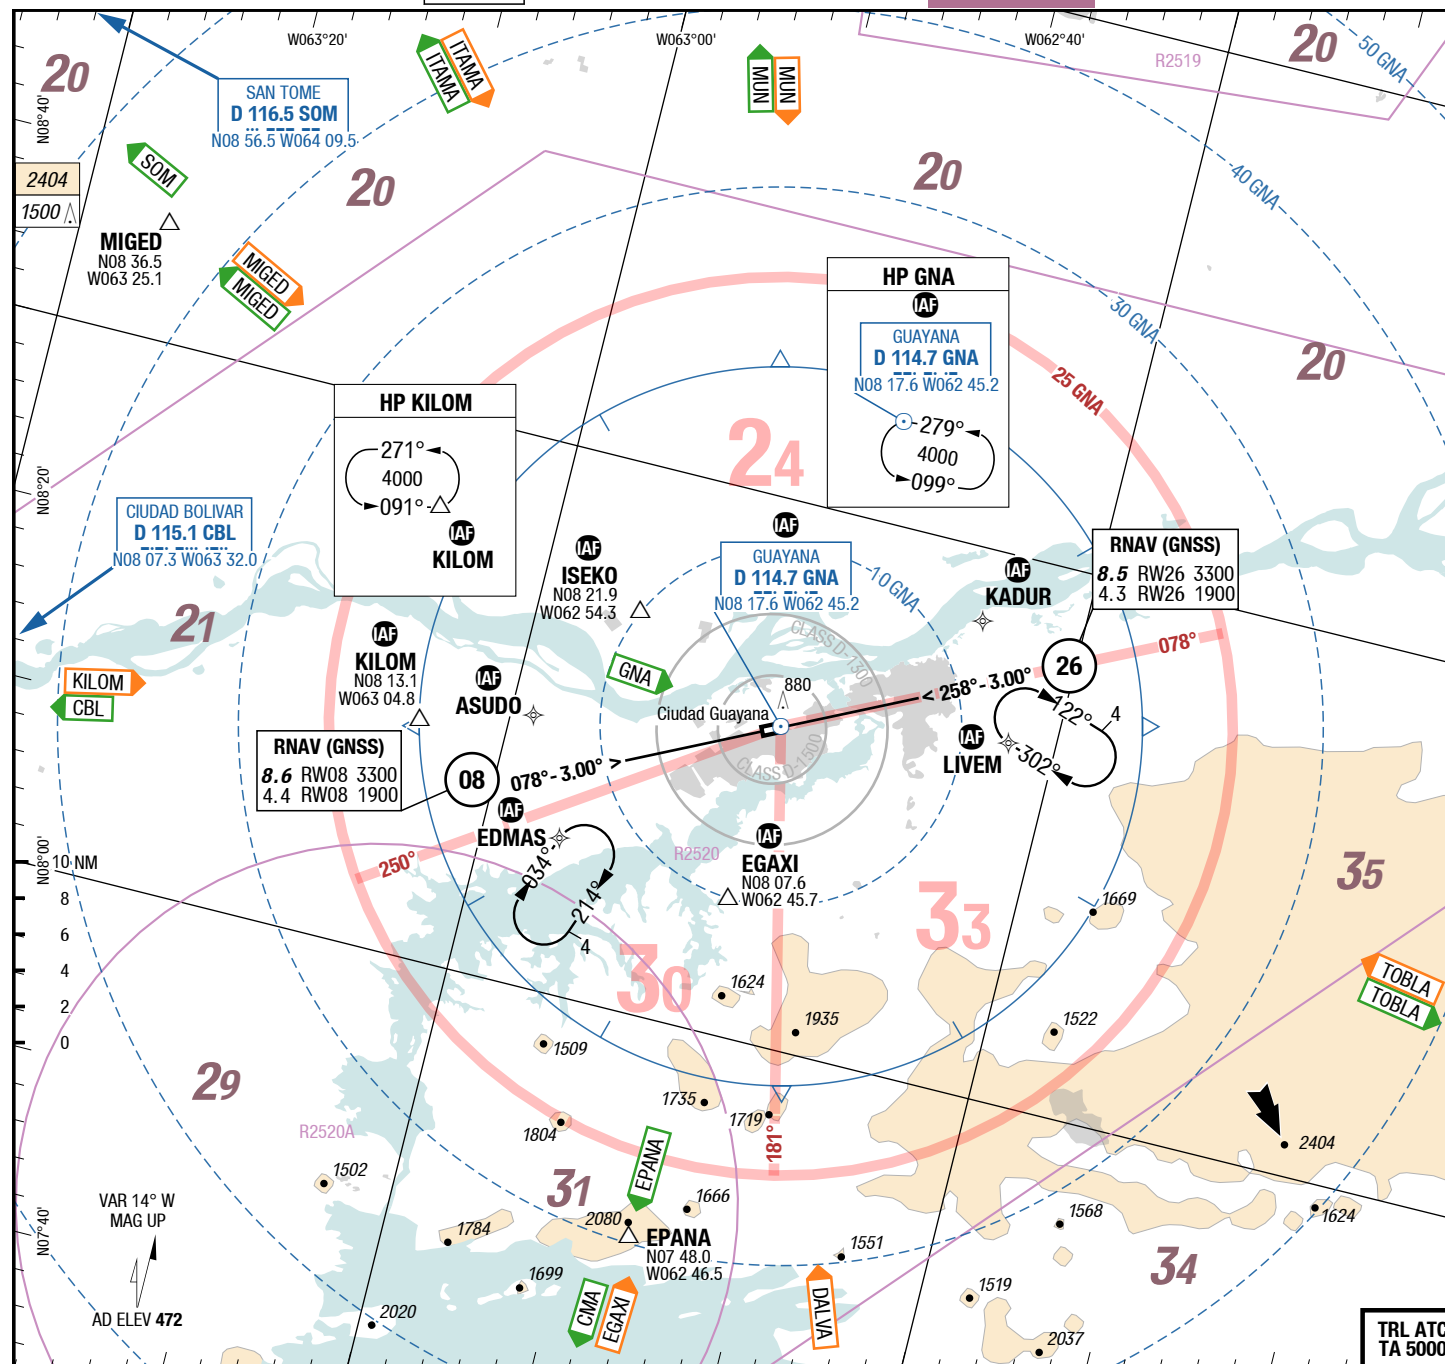 W063°20'
W063°00'
W062°40'
50 GNA
20
20
R2519
ITAMA
ITAMA
MUN
MUN
SAN TOME
D 116.5 SOM
N08 56.5 W064 09.5
N08°40'
SOM
2404
1500
20
20
40 GNA
MIGED
N08 36.5
W063 25.1
MIGED
MIGED
HP GNA
IAF
GUAYANA
D 114.7 GNA
N08 17.6 W062 45.2
279°
4000
099°
30 GNA
20
25 GNA
HP KILOM
271°
4000
091°
IAF
KILOM
24
N08°20'
CIUDAD BOLIVAR
D 115.1 CBL
N08 07.3 W063 32.0
IAF
ISEKO
N08 21.9
W062 54.3
IAF
GUAYANA
D 114.7 GNA
N08 17.6 W062 45.2
10 GNA
IAF
KADUR
RNAV (GNSS)
8.5 RW26 3300
4.3 RW26 1900
21
IAF
KILOM
N08 13.1
W063 04.8
CLASS D-1300
078°
26
KILOM
CBL
GNA
IAF
ASUDO
880
Ciudad Guayana
< 258°- 3.00°
122°
4
302°
IAF
LIVEM
RNAV (GNSS)
8.6 RW08 3300
4.4 RW08 1900
08
078°- 3.00° >
CLASS D-1500
IAF
EDMAS
034°
214°
4
250°
R2520
IAF
EGAXI
N08 07.6
W062 45.7
35
N08°00'
10 NM
8
6
4
2
0
33
1669
30
1624
1935
1522
TOBLA
TOBLA
1509
29
1735
1719
1804
181°
2404
R2520A
1502
EPANA
31
1666
2080
EPANA
N07 48.0
W062 46.5
1784
1551
1568
1624
34
N07°40'
VAR 14° W
MAG UP
AD ELEV 472
1699
2020
CMA
EGAXI
DALVA
1519
2037
TRL ATC
TA 5000